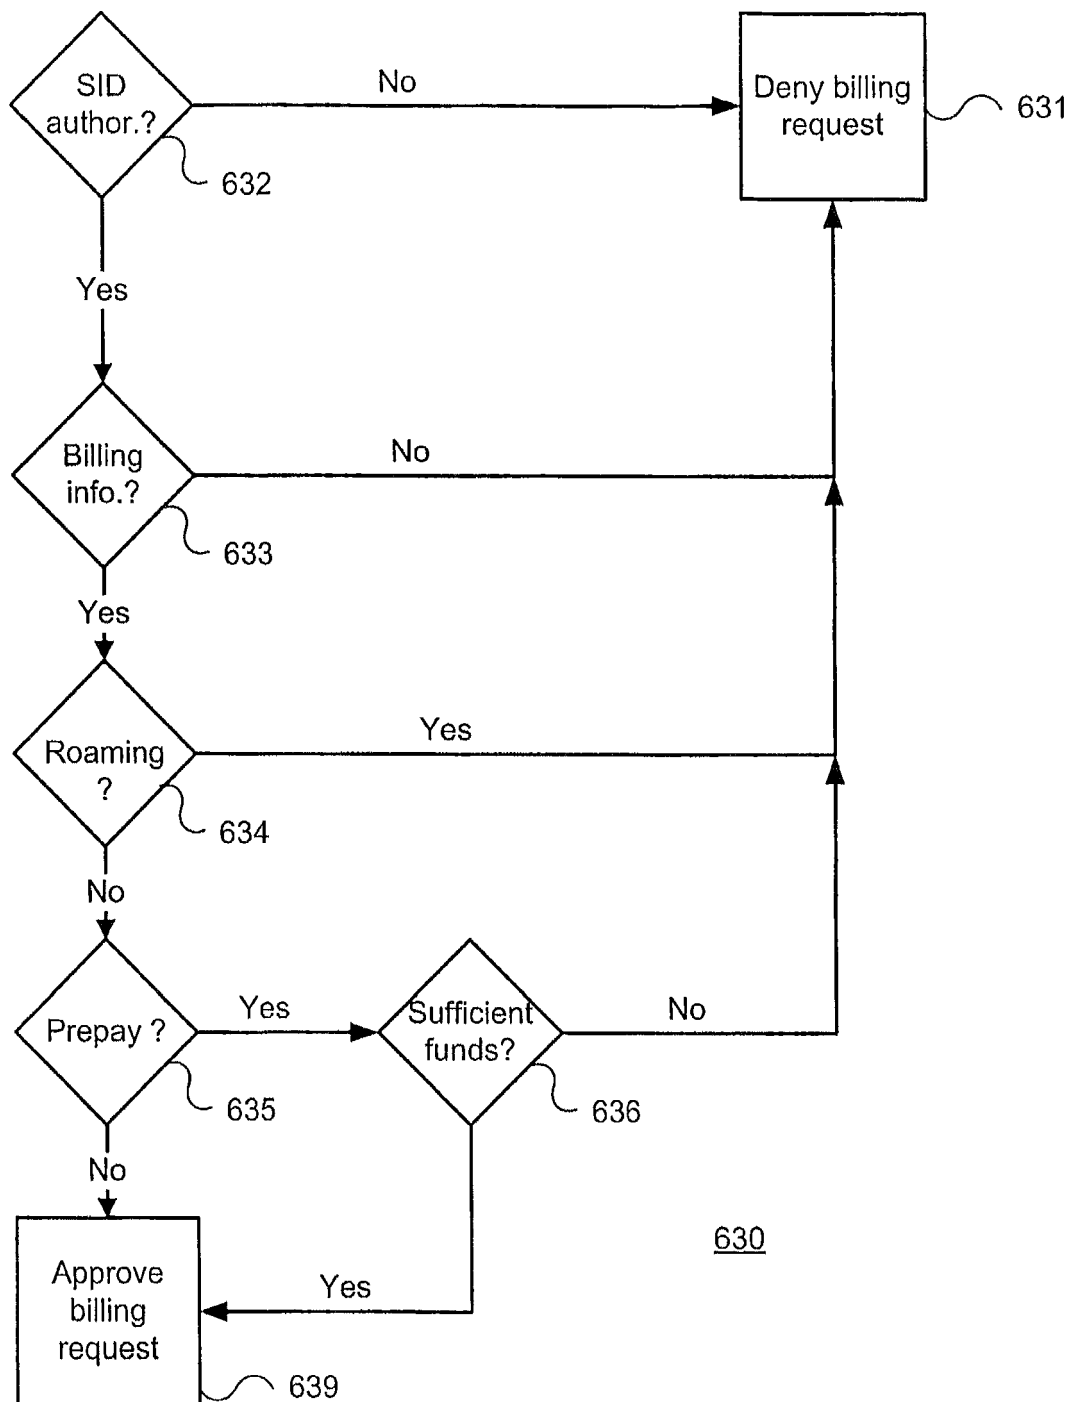 SID
author.?
No
Deny billing
request
631
632
Yes
Billing
info.?
No
633
Yes
Roaming
?
Yes
634
No
Prepay ?
Yes
Sufficient
funds?
No
635
636
No
Approve
billing
request
Yes
630
639